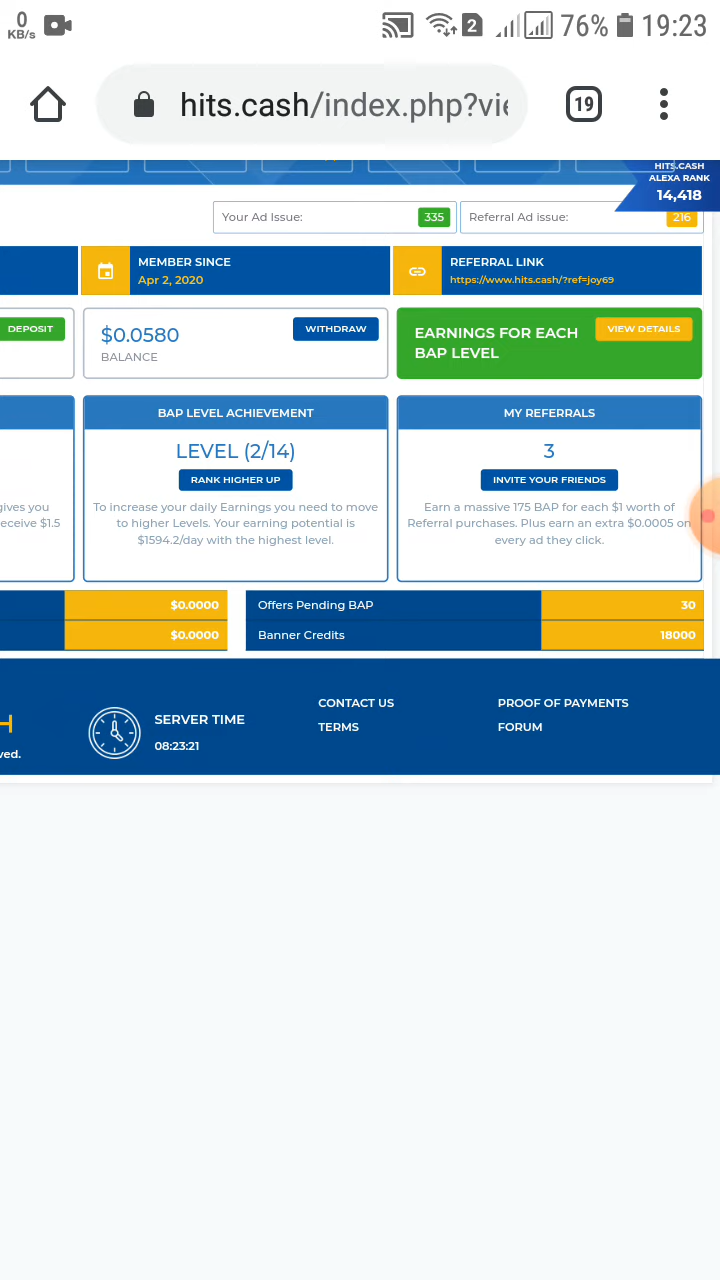 0
KB/s
2
76%
19:23
hits.cash/index.php?vie
19
HITS.CASH
ALEXA RANK
14,418
Your Ad Issue:
335
Referral Ad issue:
216
MEMBER SINCE
Apr 2, 2020
REFERRAL LINK
https://www.hits.cash/?ref=joy69
DEPOSIT
$0.0580
BALANCE
WITHDRAW
EARNINGS FOR EACH
BAP LEVEL
VIEW DETAILS
gives you
eceive $1.5
BAP LEVEL ACHIEVEMENT
LEVEL (2/14)
RANK HIGHER UP
To increase your daily Earnings you need to move
to higher Levels. Your earning potential is
$1594.2/day with the highest level.
MY REFERRALS
3
INVITE YOUR FRIENDS
Earn a massive 175 BAP for each $1 worth of
Referral purchases. Plus earn an extra $0.0005 on
every ad they click.
$0.0000
$0.0000
Offers Pending BAP
30
Banner Credits
18000
H
ved.
SERVER TIME
08:23:21
CONTACT US
TERMS
PROOF OF PAYMENTS
FORUM